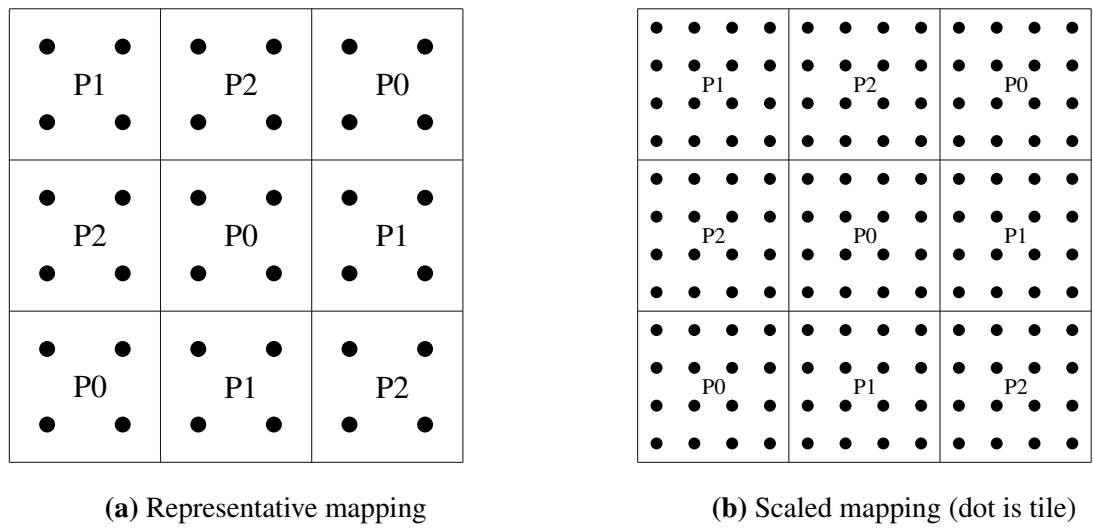 P1 P2 P0
P2 P0 P1
P0 P1 P2
(a) Representative mapping
P1 P2 P0
P2 P0 P1
P0 P1 P2
(b) Scaled mapping (dot is tile)